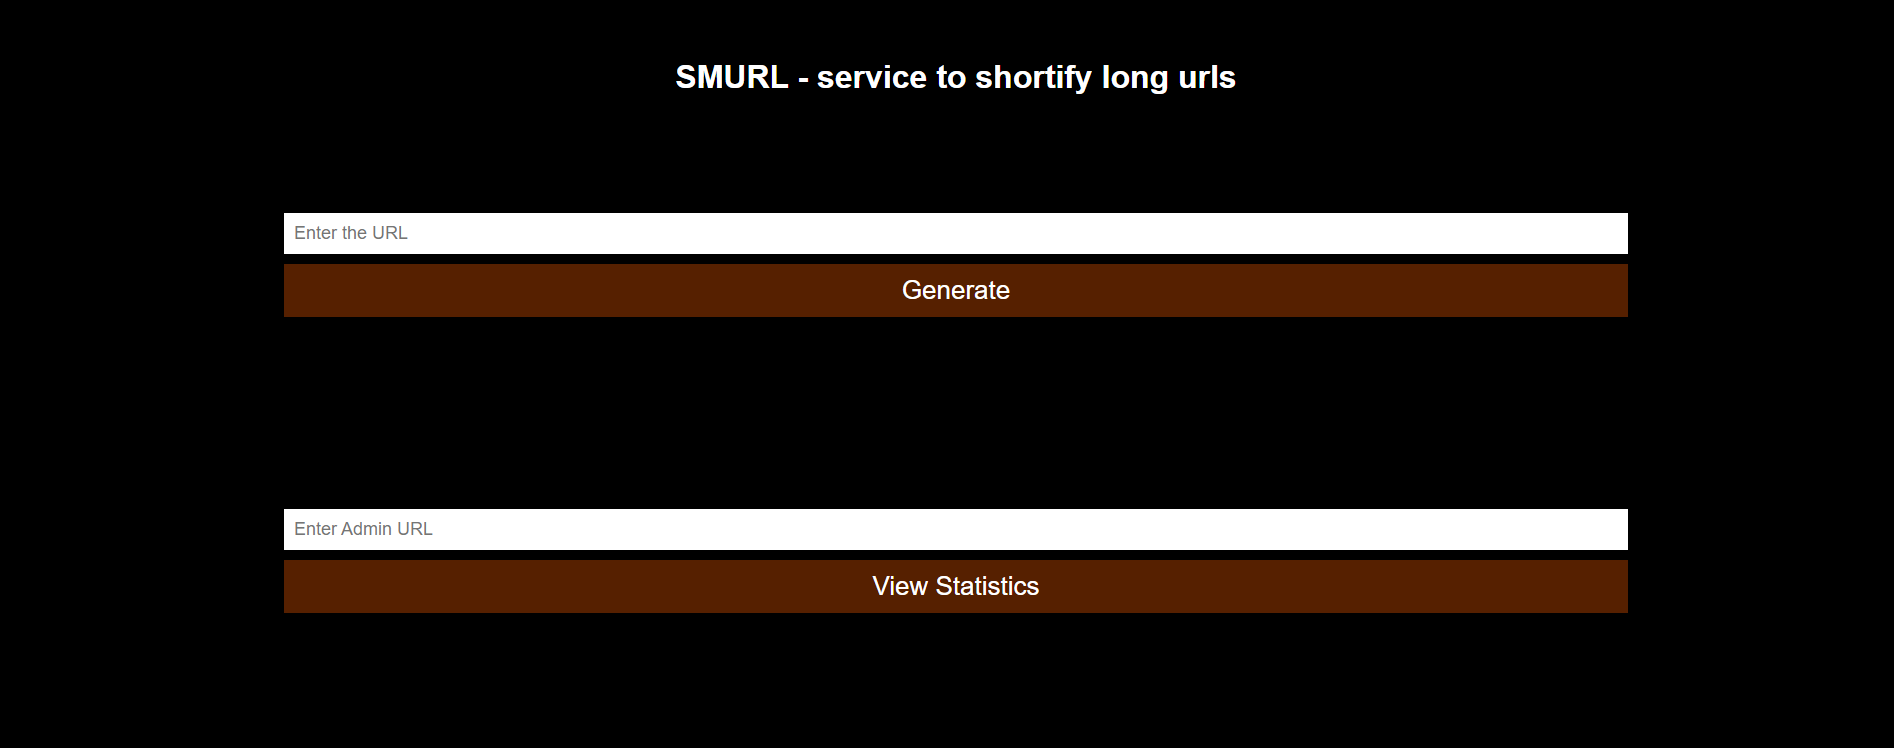 SMURL - service to shortify long urls
Enter the URL
Generate
Enter Admin URL
View Statistics